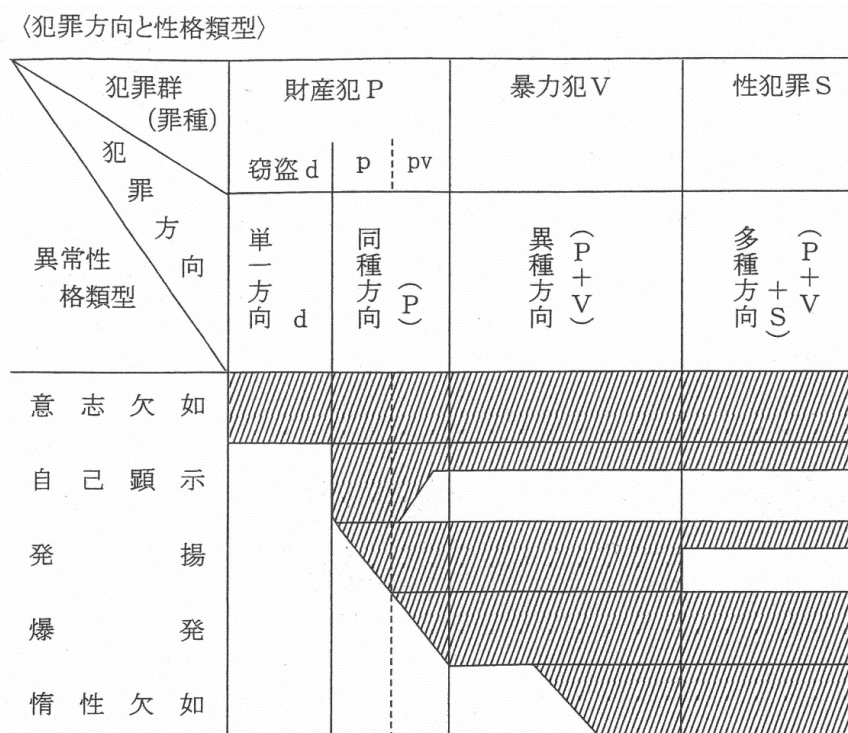 〈犯罪方向と性格類型〉
犯罪群
(罪種)
犯罪方向
異常性
格類型
財産犯P
暴力犯V
性犯罪S
窃盗d
p
pv
単一方向 d
同種方向(P)
異種方向(P+V)
多種方向(P+V
+S)
意志欠如
自己顕示
発揚
爆発
惰性欠如